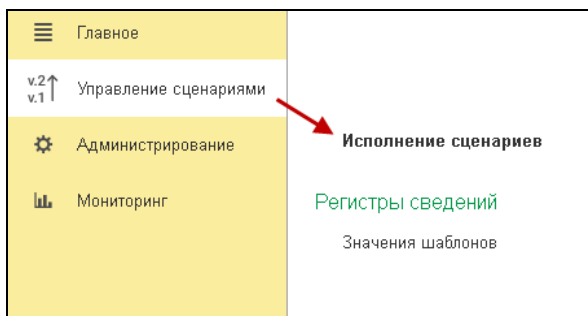 Главное
v.2
v.1
Управление сценариями
Администрирование
Мониторинг
Исполнение сценариев
Регистры сведений
Значения шаблонов